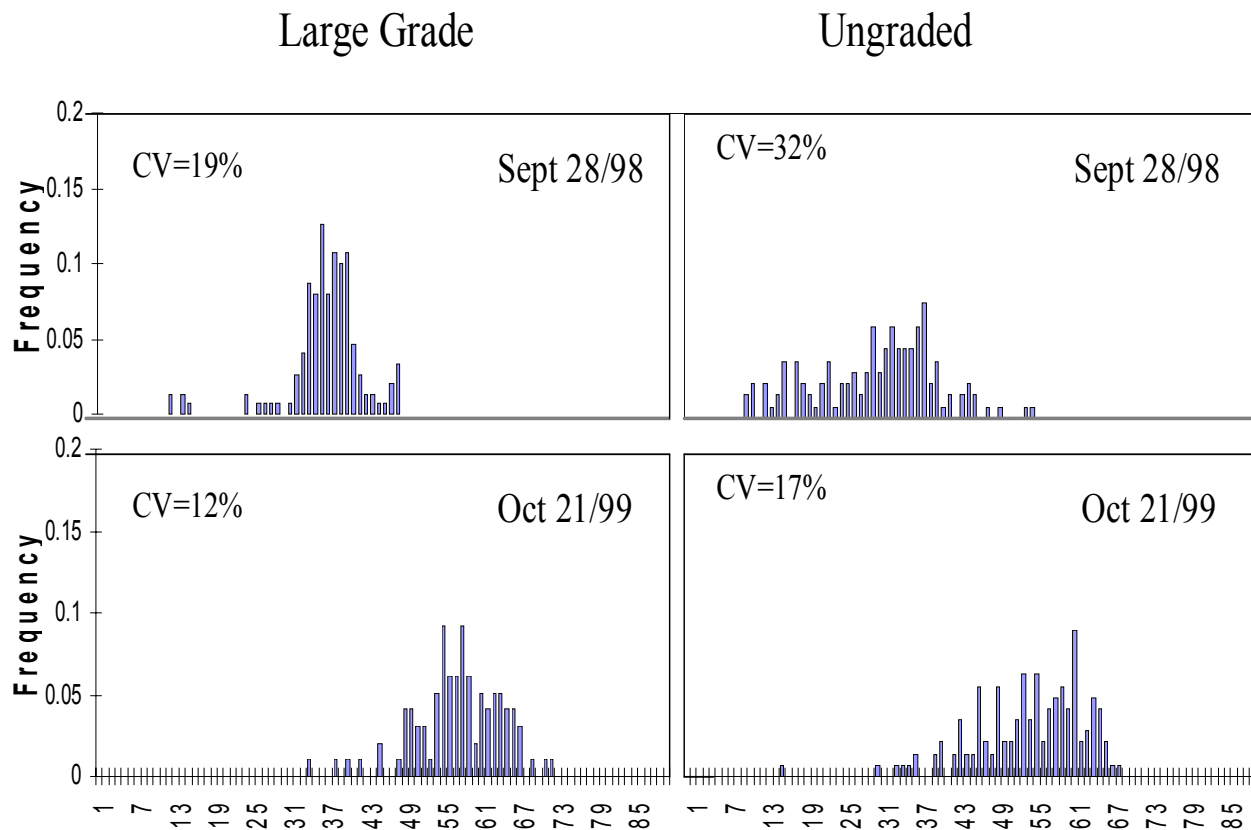 Large Grade
Ungraded
0.2
0.15
0.1
0.05
0
Frequency
CV=19%
Sept 28/98
CV=32%
Sept 28/98
0.2
0.15
0.1
0.05
0
Frequency
CV=12%
Oct 21/99
CV=17%
Oct 21/99
1 7 13 19 25 31 37 43 49 55 61 67 73 79 85
1 7 13 19 25 31 37 43 49 55 61 67 73 79 85